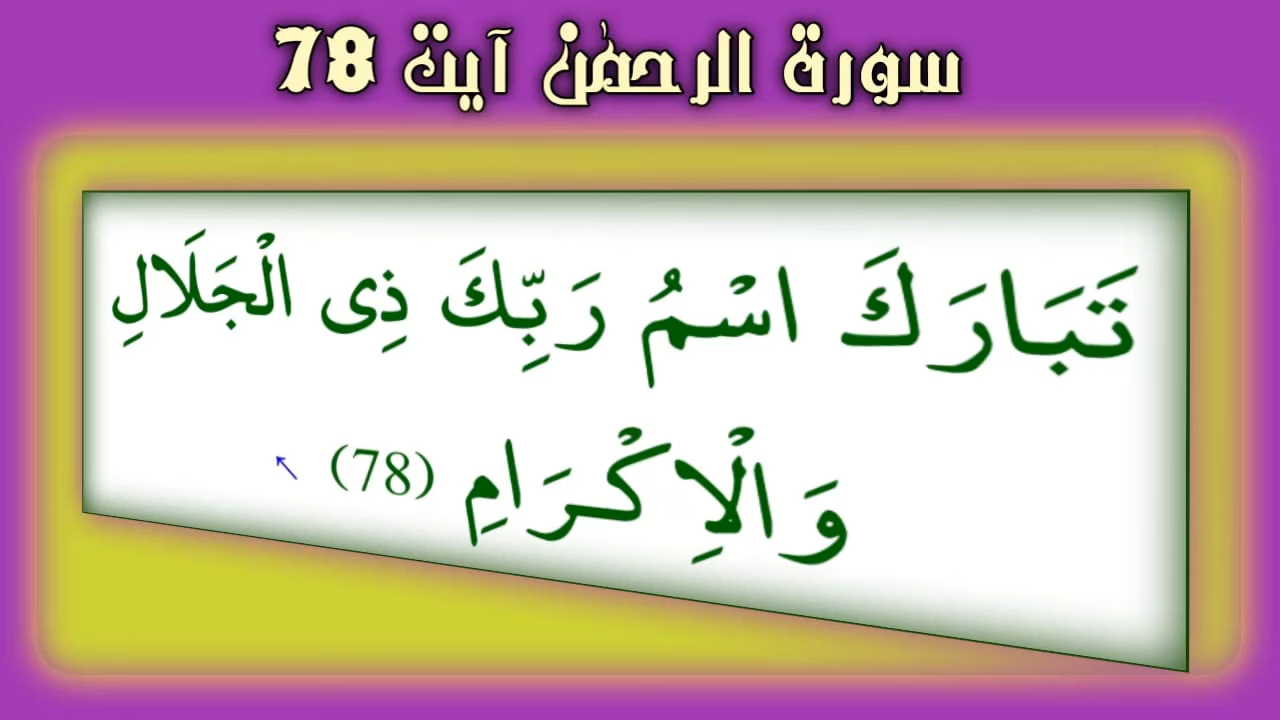 سورة الرحمٰن آیت 78
تَبَارَكَ اسْمُ رَبِّكَ ذِى الْجَلَالِ
وَالْاِكْرَامِ (78)